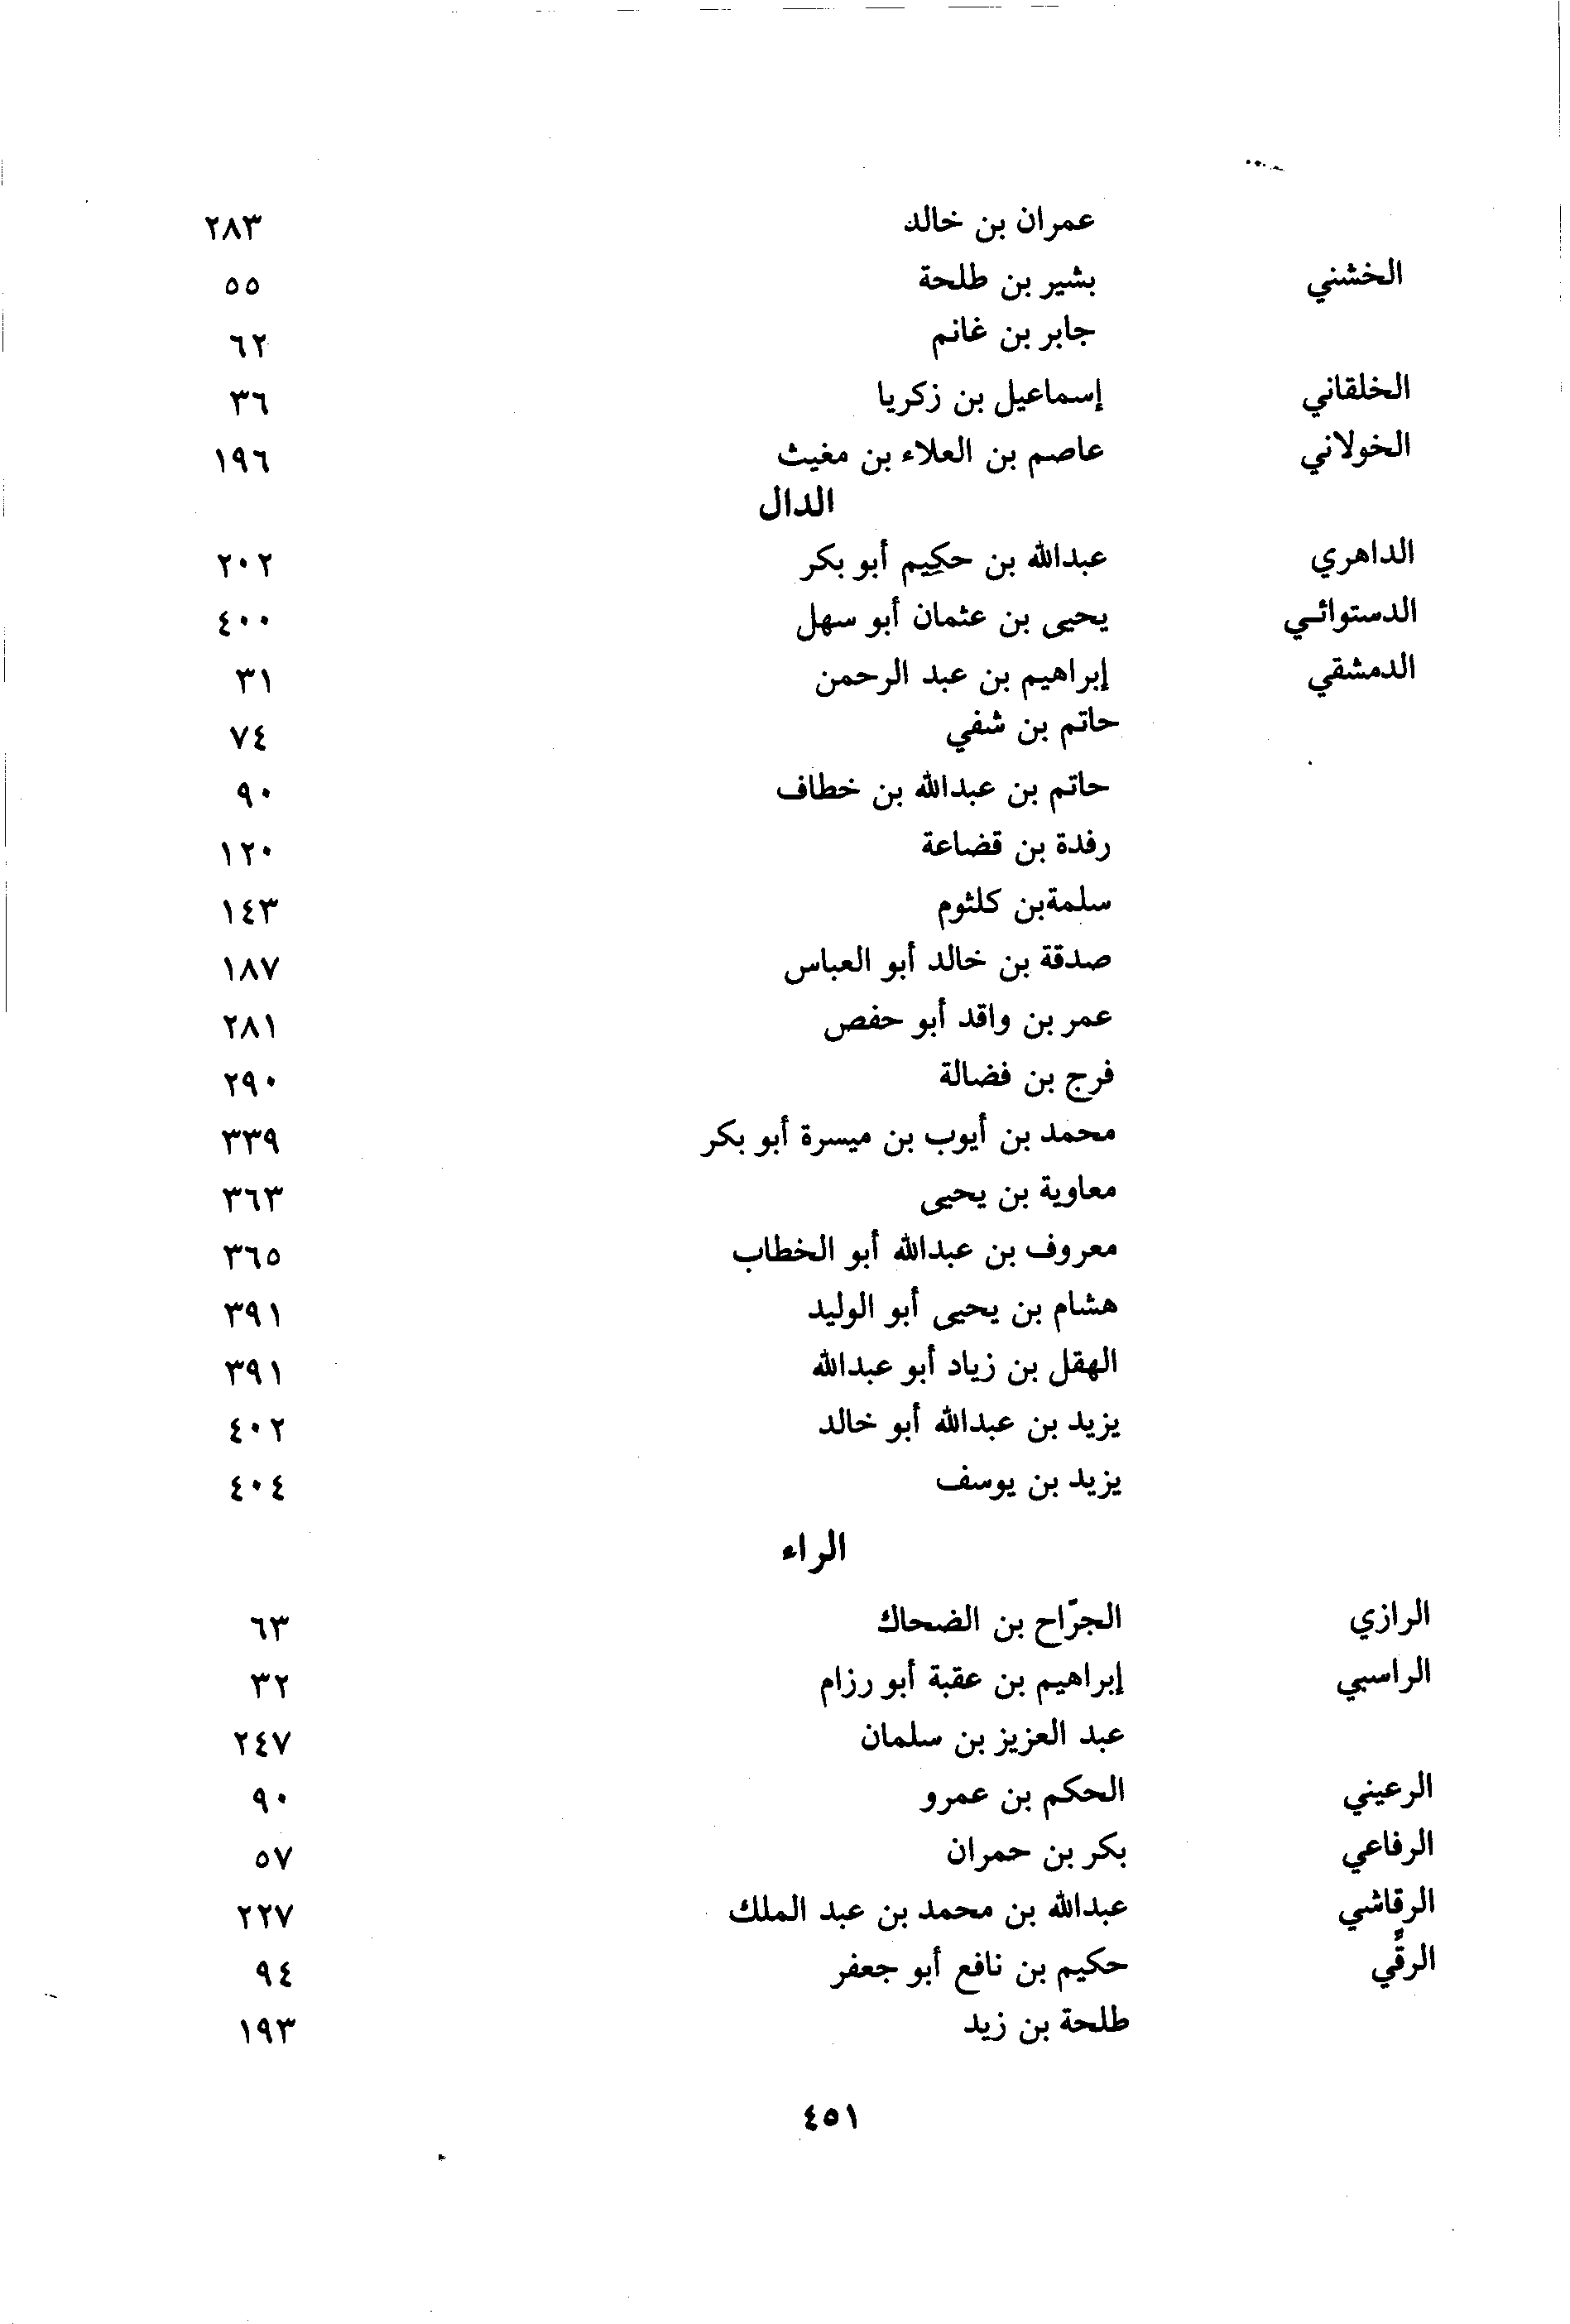 عمران بن خالد ٢٨٣
الخشني بشير بن طلحة ٥٥
جابر بن غانم ٦٢
الخلقاني إسماعيل بن زكريا ٣٦
الخولاني عاصم بن العلاء بن مغيث ١٩٦
الدال
الداهري عبدالله بن حكيم أبو بكر ٢٠٢
الدستوائي يحيى بن عثمان أبو سهل ٤٠٠
الدمشقي إبراهيم بن عبد الرحمن ٣١
حاتم بن شفي ٧٤
حاتم بن عبدالله بن خطاف ٩٠
رفدة بن قضاعة ١٢٠
سلمةبن كلثوم ١٤٣
صدقة بن خالد أبو العباس ١٨٧
عمر بن واقد أبو حفص ٢٨١
فرج بن فضالة ٢٩٠
محمد بن أيوب بن ميسرة أبو بكر ٣٣٩
معاوية بن يحيى ٣٦٣
معروف بن عبدالله أبو الخطاب ٣٦٥
هشام بن يحيى أبو الوليد ٣٩١
الهقل بن زياد أبو عبدالله ٣٩١
يزيد بن عبدالله أبو خالد ٤٠٢
يزيد بن يوسف ٤٠٤
الراء
الرازي الجرّاح بن الضحاك ٦٣
الراسبي إبراهيم بن عقبة أبو رزام ٣٢
عبد العزيز بن سلمان ٢٤٧
الرعيني الحكم بن عمرو ٩٠
الرفاعي بكر بن حمران ٥٧
الرقاشي عبدالله بن محمد بن عبد الملك ٢٢٧
الرقّي حكيم بن نافع أبو جعفر ٩٤
طلحة بن زيد ١٩٣
٤٥١